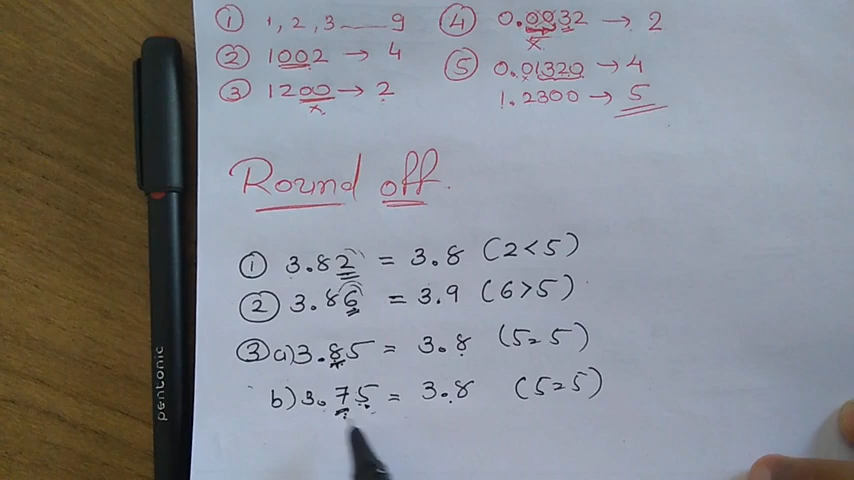 ① 1, 2, 3 ___ 9
② 1002 → 4
③ 1200 → 2
x
④ 0.0032 → 2
x
⑤ 0.01320 → 4
x
1.2300 → 5
Round off.
① 3.82 = 3.8 (2<5)
② 3.86 = 3.9 (6>5)
③ a) 3.85 = 3.8 (5=5)
b) 3.75 = 3.8 (5=5)
pentonic